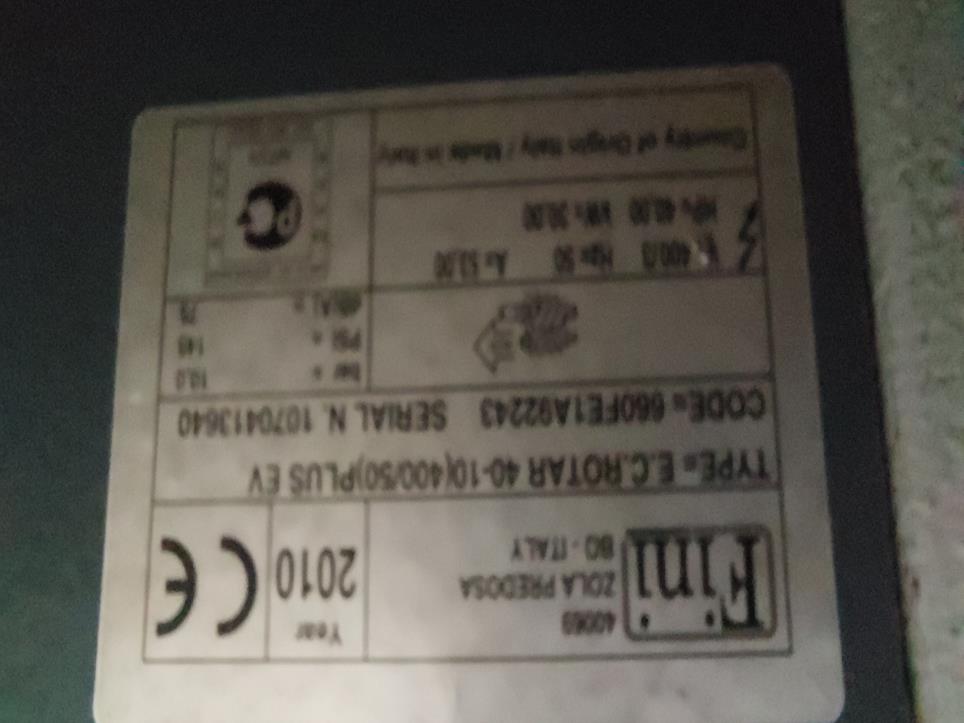 Fini
40069
ZOLA PREDOSA
BO - ITALY
Year
2010
CE
TYPE= E.C.ROTAR 40-10(400/50)PLUS EV
CODE= 660FE1A92243 SERIAL N. 1070413640
bar = 10,0
PSI = 145
dB(A) =
V= 400/3 Hz= 50 A= 53,00
HP= 40,00 kW= 30,00
Country of Origin Italy / Made in Italy